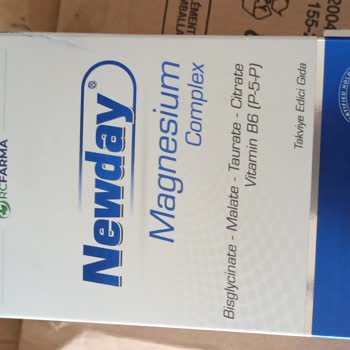 RCFARMA
Newday®
Magnesium
Complex
Bisglycinate - Malate - Taurate - Citrate
Vitamin B6 (P-5-P)
Takviye Edici Gıda